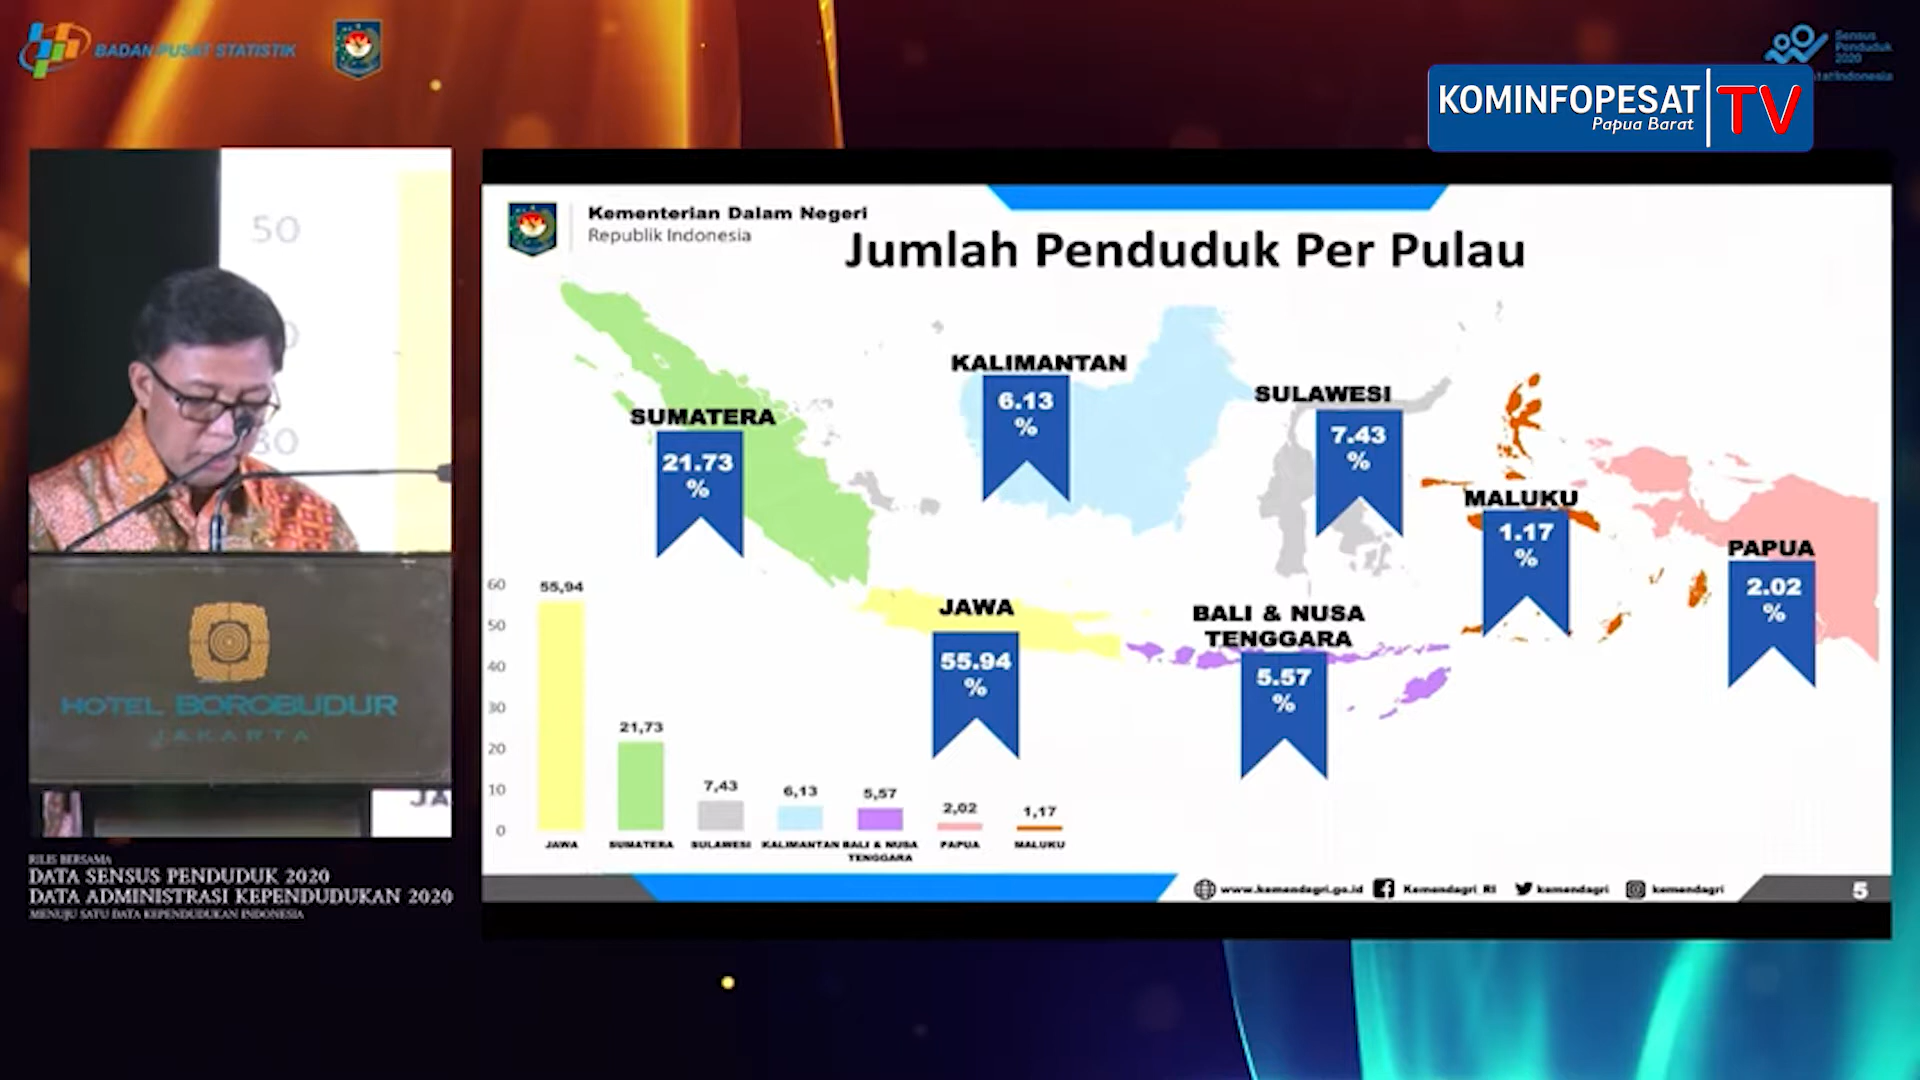 BADAN PUSAT STATISTIK
Sensus
Penduduk
2020
KOMINFOPESAT TV
Papua Barat
Kementerian Dalam Negeri
Republik Indonesia
Jumlah Penduduk Per Pulau
50
30
KALIMANTAN
6.13
%
SULAWESI
7.43
%
SUMATERA
21.73
%
MALUKU
1.17
%
PAPUA
2.02
%
JAWA
55.94
%
BALI & NUSA
TENGGARA
5.57
%
60
50
40
30
20
10
0
55,94
21,73
7,43
6,13
5,57
2,02
1,17
JAWA SUMATERA SULAWESI KALIMANTAN BALI & NUSA TENGGARA PAPUA MALUKU
HOTEL BOROBUDUR
JAKARTA
JA
RILIS BERSAMA
DATA SENSUS PENDUDUK 2020
DATA ADMINISTRASI KEPENDUDUKAN 2020
MENUJU SATU DATA KEPENDUDUKAN INDONESIA
www.kemendagri.go.id Kemendagri RI kemendagri kemendagri
5